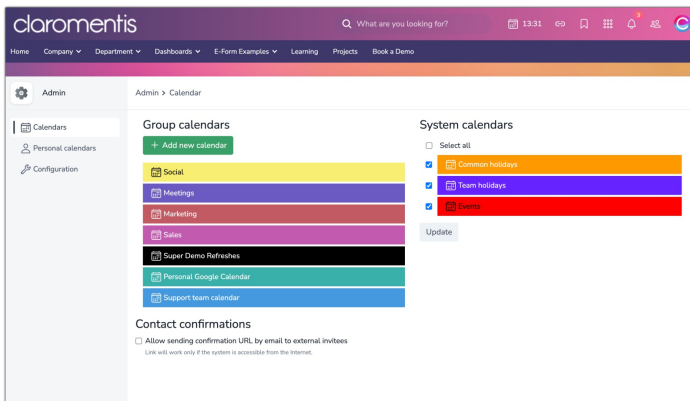 claromentis
What are you looking for?
13:31
3
Home Company Department Dashboards E-Form Examples Learning Projects Book a Demo
Admin
Admin > Calendar
Calendars
Personal calendars
Configuration
Group calendars
+ Add new calendar
Social
Meetings
Marketing
Sales
Super Demo Refreshes
Personal Google Calendar
Support team calendar
System calendars
Select all
Common holidays
Team holidays
Events
Update
Contact confirmations
Allow sending confirmation URL by email to external invitees
Link will work only if the system is accessible from the Internet.